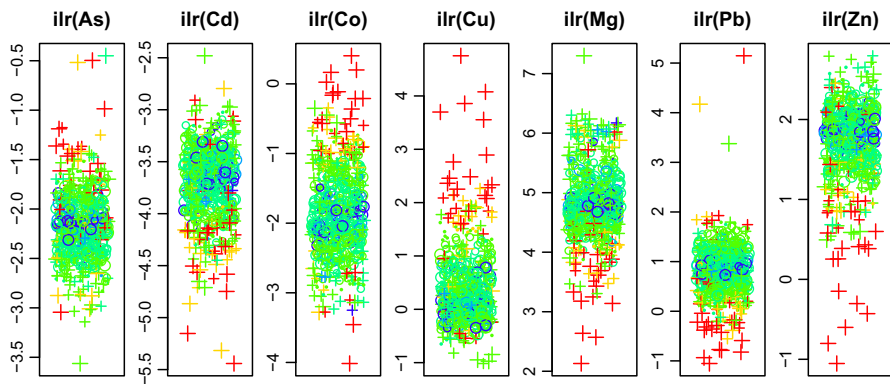 ilr(As) ilr(Cd) ilr(Co) ilr(Cu) ilr(Mg) ilr(Pb) ilr(Zn)
−0.5 −1.0 −1.5 −2.0 −2.5 −3.0 −3.5
−2.5 −3.0 −3.5 −4.0 −4.5 −5.0 −5.5
0 −1 −2 −3 −4
4 3 2 1 0 −1
7 6 5 4 3 2
5 4 3 2 1 0 −1
2 1 0 −1